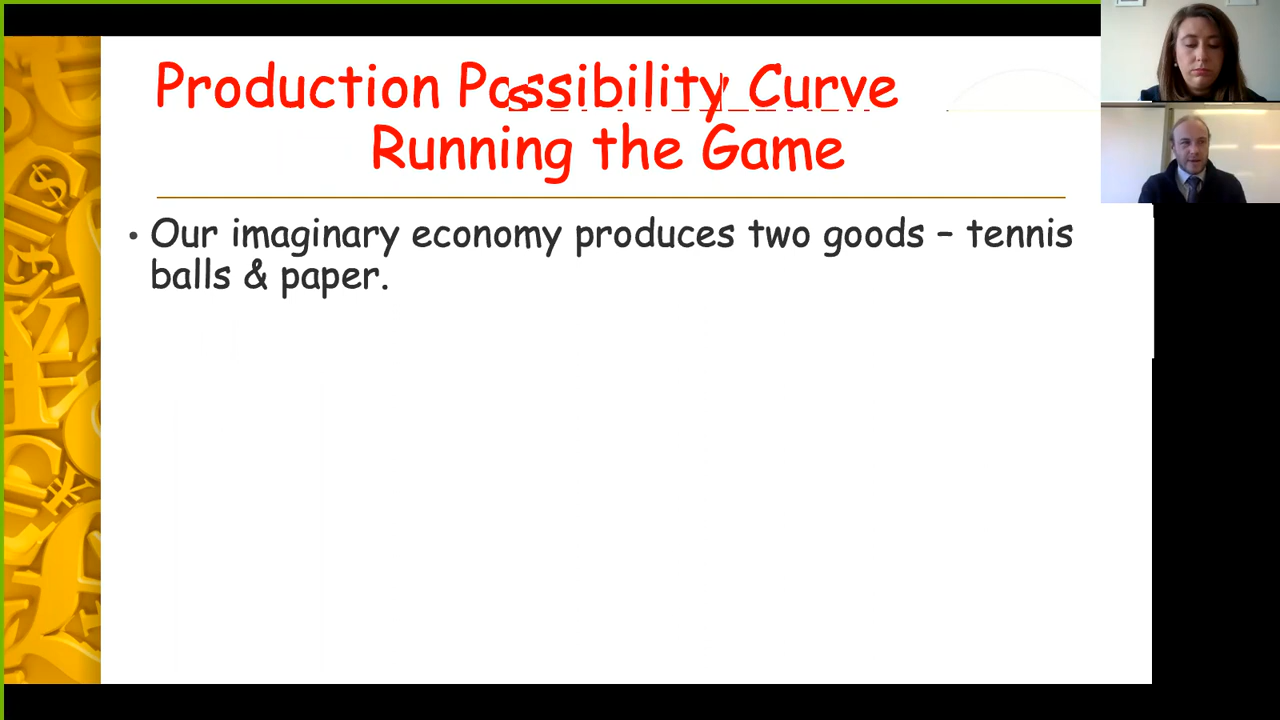 Production Possibility Curve
Running the Game
• Our imaginary economy produces two goods – tennis
balls & paper.